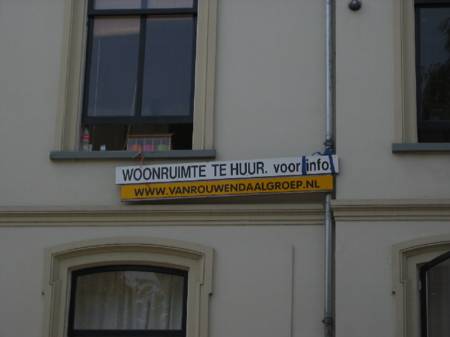 WOONRUIMTE TE HUUR. voor info
WWW.VANROUWENDAALGROEP.NL